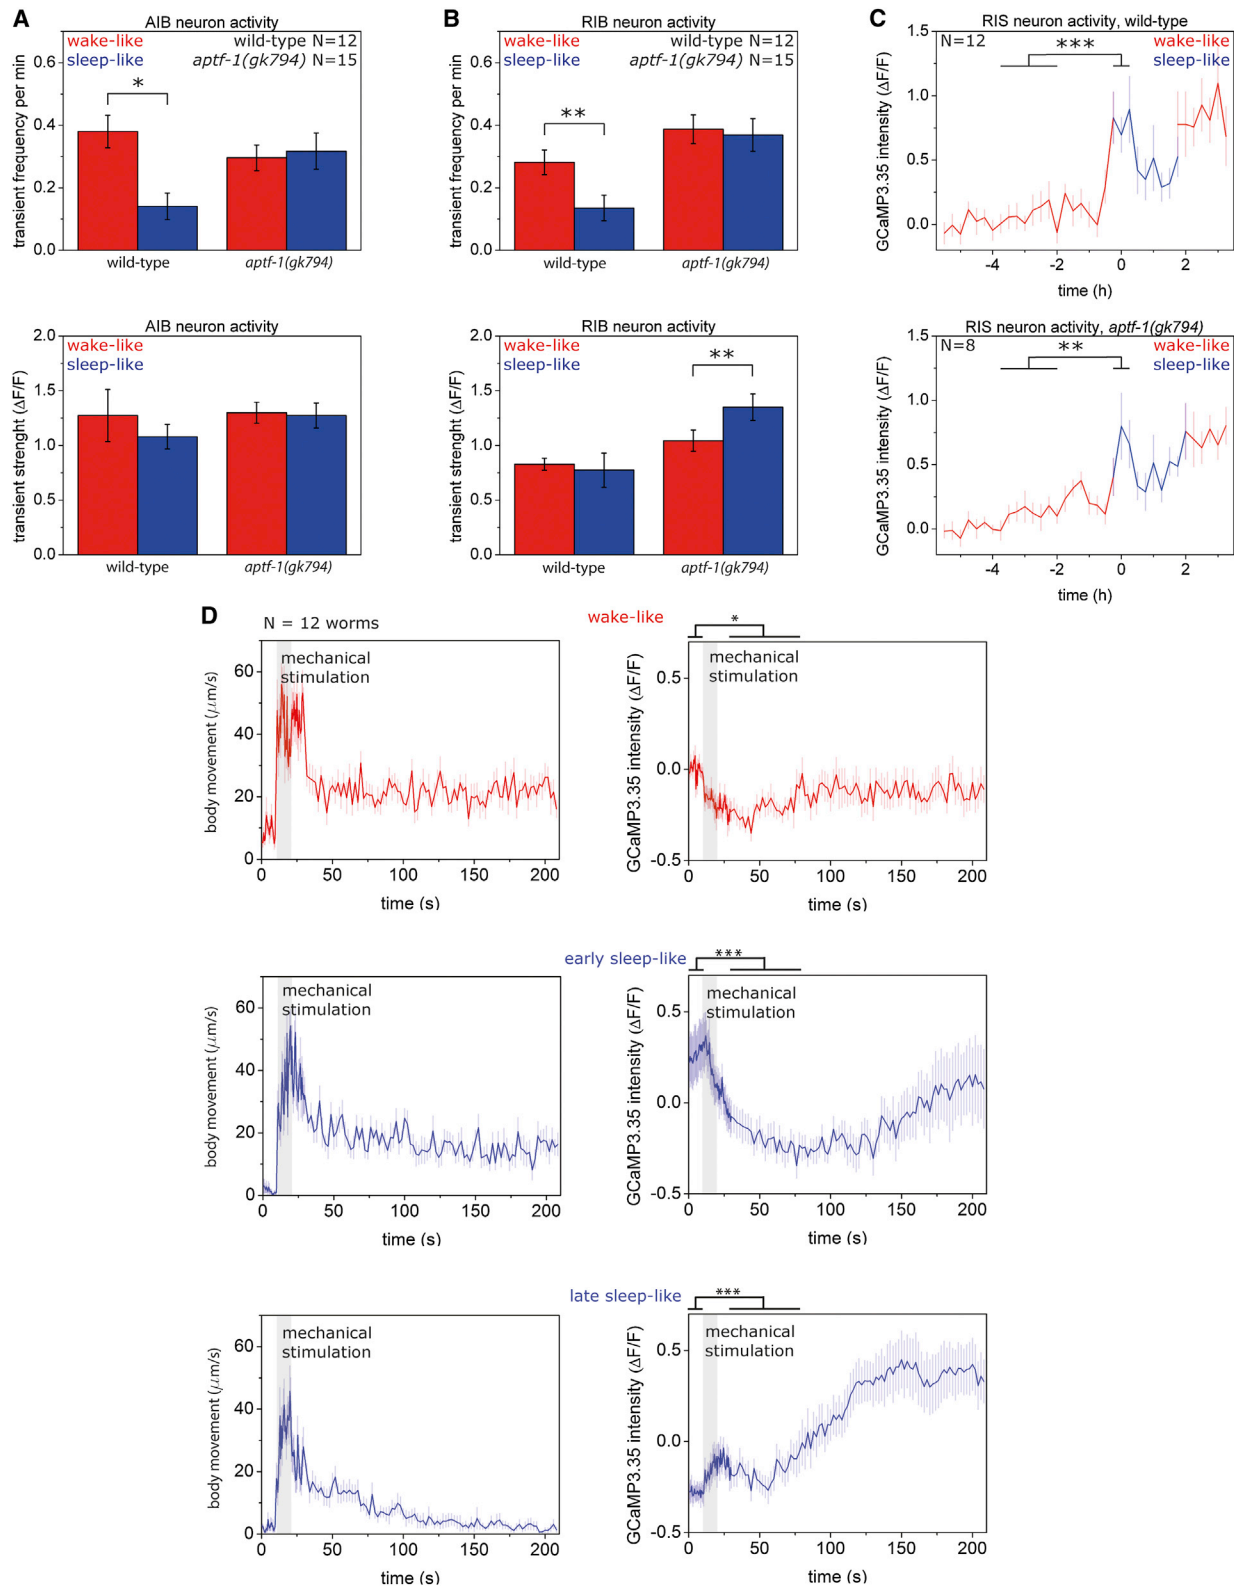 A
AIB neuron activity
wake-like
sleep-like
wild-type N=12
aptf-1(gk794) N=15
*
transient frequency per min
0.6
0.4
0.2
0.0
wild-type
aptf-1(gk794)
AIB neuron activity
wake-like
sleep-like
transient strenght (ΔF/F)
2.0
1.5
1.0
0.5
0.0
wild-type
aptf-1(gk794)
B
RIB neuron activity
wake-like
sleep-like
wild-type N=12
aptf-1(gk794) N=15
**
transient frequency per min
0.6
0.4
0.2
0.0
wild-type
aptf-1(gk794)
RIB neuron activity
wake-like
sleep-like
**
transient strength (ΔF/F)
2.0
1.5
1.0
0.5
0.0
wild-type
aptf-1(gk794)
C
RIS neuron activity, wild-type
N=12
***
wake-like
sleep-like
GCaMP3.35 intensity (ΔF/F)
1.5
1.0
0.5
0.0
-4 -2 0 2
time (h)
RIS neuron activity, aptf-1(gk794)
N=8
**
wake-like
sleep-like
GCaMP3.35 intensity (ΔF/F)
1.5
1.0
0.5
0.0
-4 -2 0 2
time (h)
D
N = 12 worms
wake-like
mechanical
stimulation
body movement (μm/s)
60
40
20
0
0 50 100 150 200
time (s)
*
mechanical
stimulation
GCaMP3.35 intensity (ΔF/F)
0.5
0.0
-0.5
0 50 100 150 200
time (s)
early sleep-like
mechanical
stimulation
body movement (μm/s)
60
40
20
0
0 50 100 150 200
time (s)
***
mechanical
stimulation
GCaMP3.35 intensity (ΔF/F)
0.5
0.0
-0.5
0 50 100 150 200
time (s)
late sleep-like
mechanical
stimulation
body movement (μm/s)
60
40
20
0
0 50 100 150 200
time (s)
***
mechanical
stimulation
GCaMP3.35 intensity (ΔF/F)
0.5
0.0
-0.5
0 50 100 150 200
time (s)